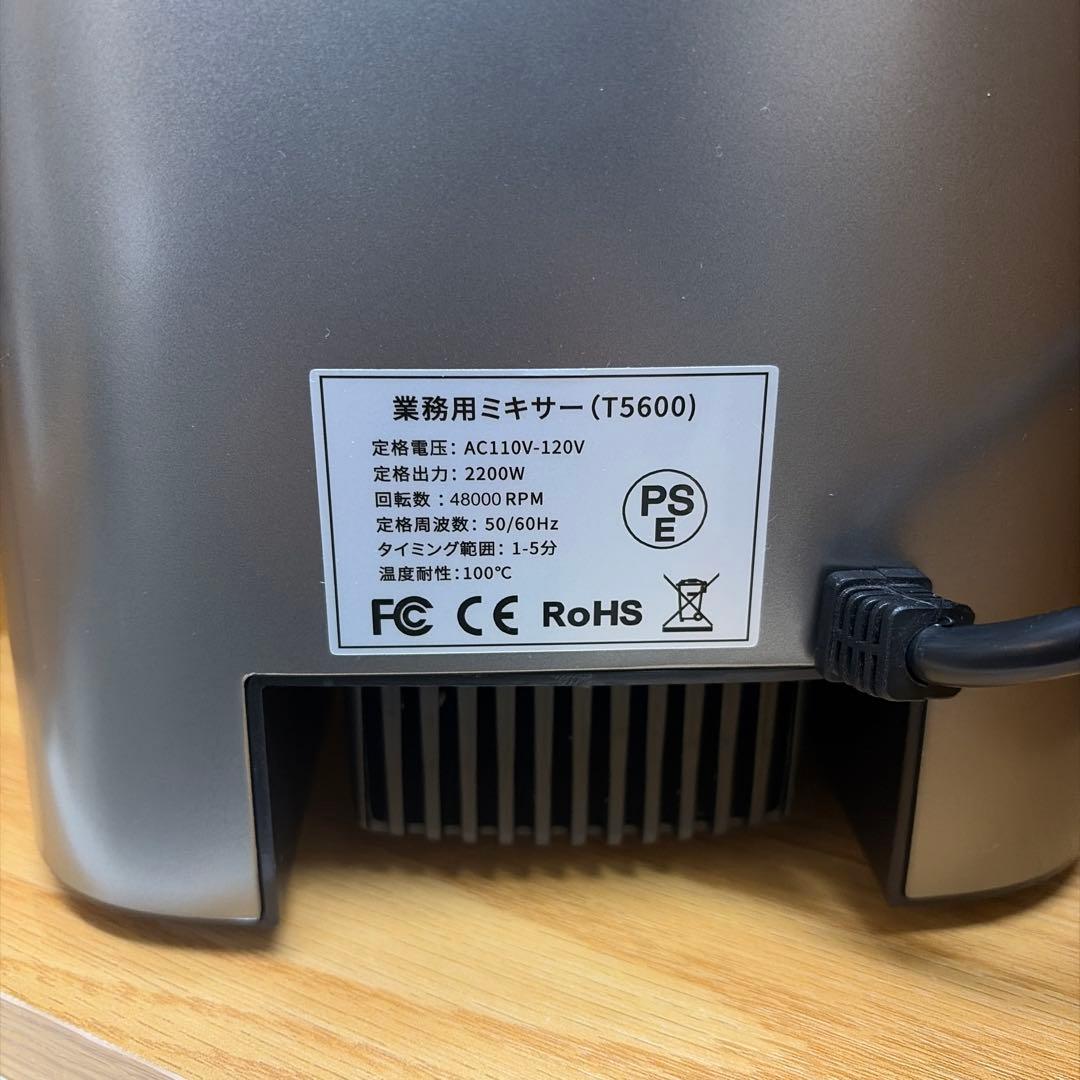 業務用ミキサー(T5600)
定格電圧: AC110V-120V
定格出力: 2200W
回転数 : 48000 RPM
定格周波数: 50/60Hz
タイミング範囲: 1-5分
温度耐性:100℃
PS
E
FC CE RoHS